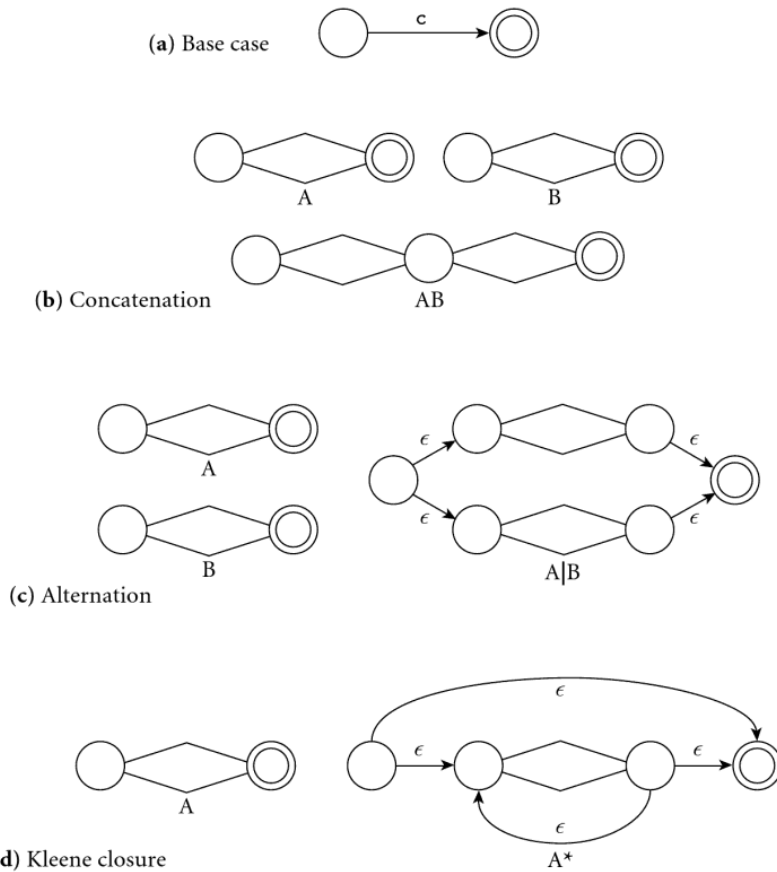 c
(a) Base case
A B
(b) Concatenation AB
ϵ ϵ
A
ϵ ϵ
B A|B
(c) Alternation
ϵ
ϵ ϵ
A
ϵ
d) Kleene closure A*